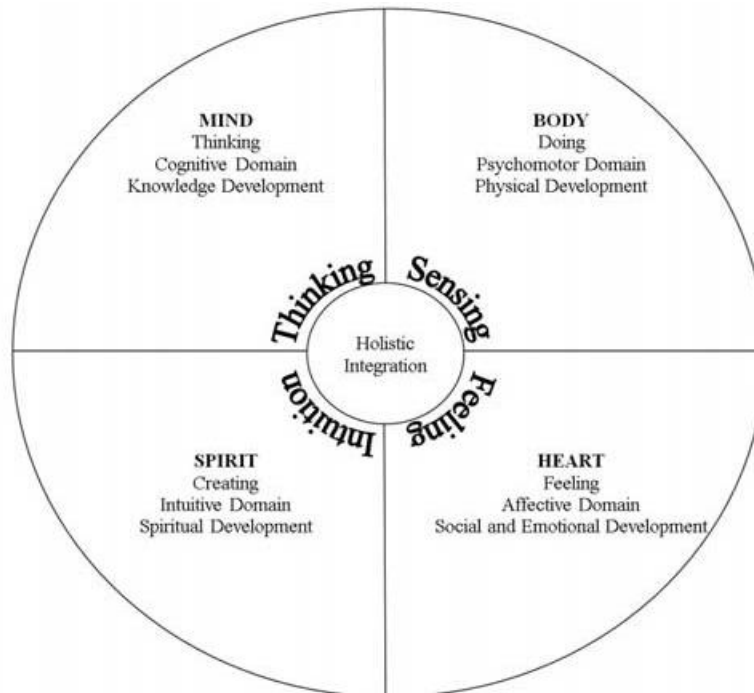 MIND
Thinking
Cognitive Domain
Knowledge Development
BODY
Doing
Psychomotor Domain
Physical Development
Thinking
Sensing
Holistic
Integration
Intuition
Feeling
SPIRIT
Creating
Intuitive Domain
Spiritual Development
HEART
Feeling
Affective Domain
Social and Emotional Development